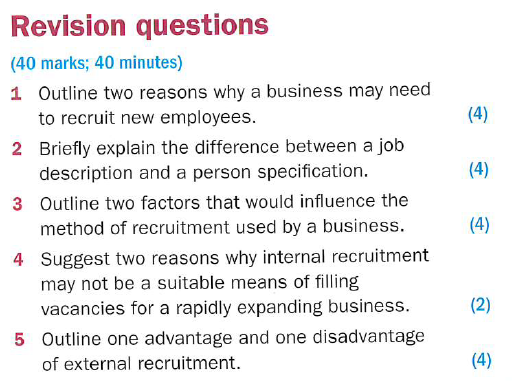 Revision questions
(40 marks; 40 minutes)
1 Outline two reasons why a business may need
to recruit new employees. (4)
2 Briefly explain the difference between a job
description and a person specification. (4)
3 Outline two factors that would influence the
method of recruitment used by a business. (4)
4 Suggest two reasons why internal recruitment
may not be a suitable means of filling
vacancies for a rapidly expanding business. (2)
5 Outline one advantage and one disadvantage
of external recruitment. (4)